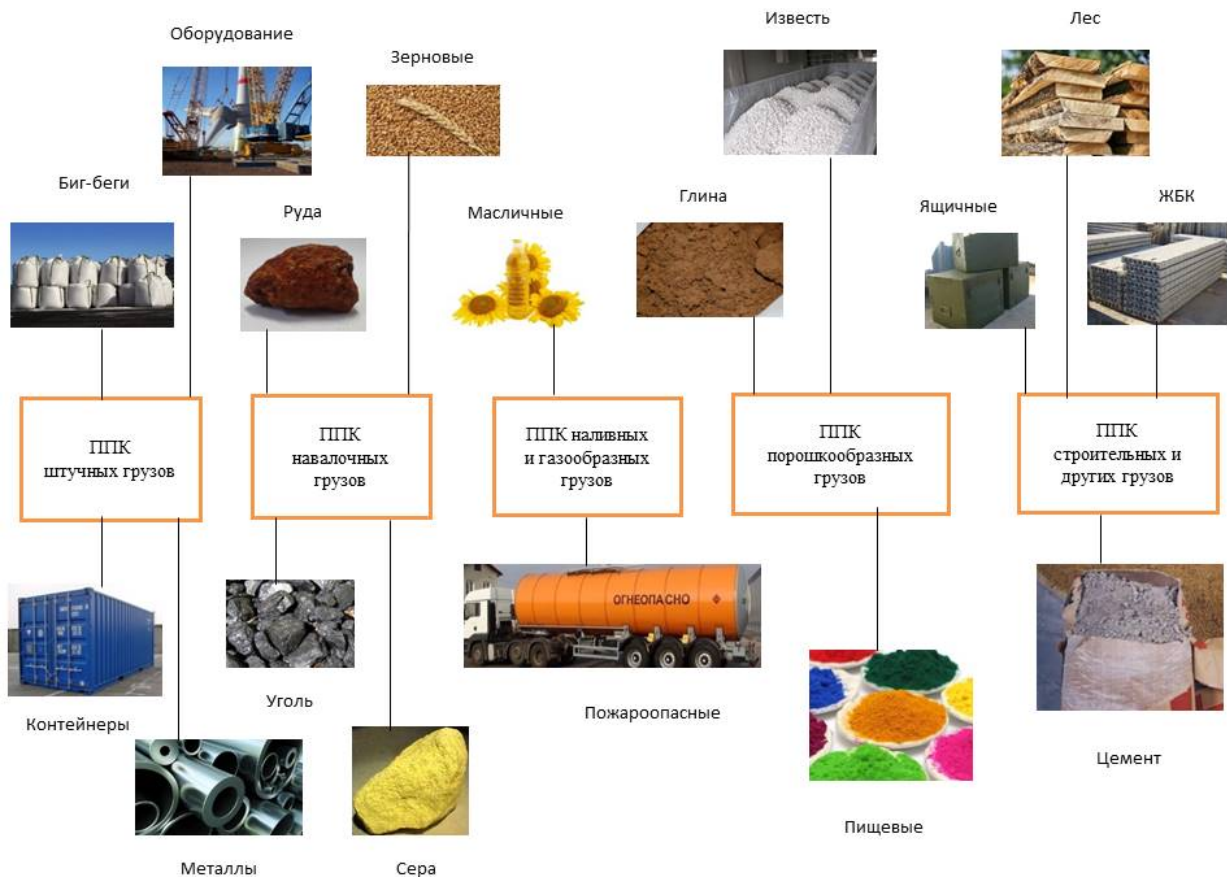 Известь
Лес
Оборудование
Зерновые
Биг-беги
Руда
Масличные
Глина
Ящичные
ЖБК
ППК
штучных грузов
ППК
навалочных
грузов
ППК наливных
и газообразных
грузов
ППК
порошкообразных
грузов
ППК
строительных и
других грузов
ОГНЕОПАСНО
Контейнеры
Уголь
Пожароопасные
Цемент
Металлы
Сера
Пищевые